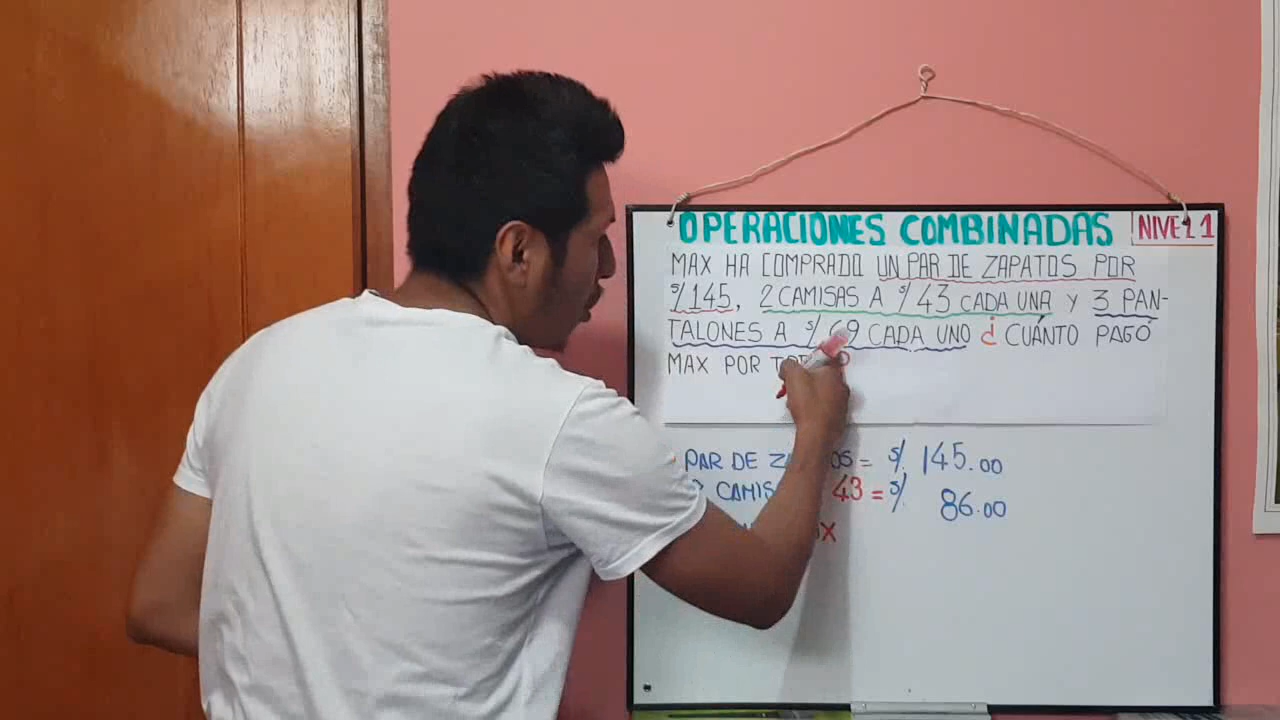 OPERACIONES COMBINADAS NIVEL 1
MAX HA COMPRADO UN PAR DE ZAPATOS POR
S/145, 2 CAMISAS A S/43 CADA UNA Y 3 PAN-
TALONES A S/69 CADA UNO ¿CUÁNTO PAGÓ
MAX POR
PAR DE = S/. 145.00
43 = S/. 86.00
X